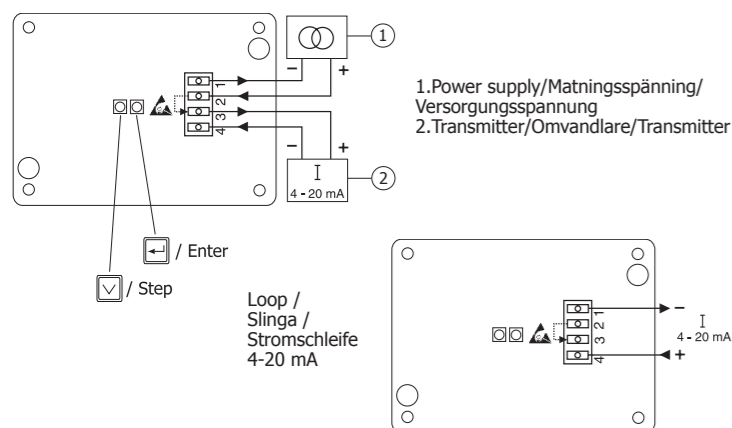 1
1
2
3
4
− +
− +
I
4 - 20 mA
2
/ Enter
/ Step
1.Power supply/Matningsspänning/
Versorgungsspannung
2.Transmitter/Omvandlare/Transmitter
Loop /
Slinga /
Stromschleife
4-20 mA
1
2
3
4
−
I
4 - 20 mA
+